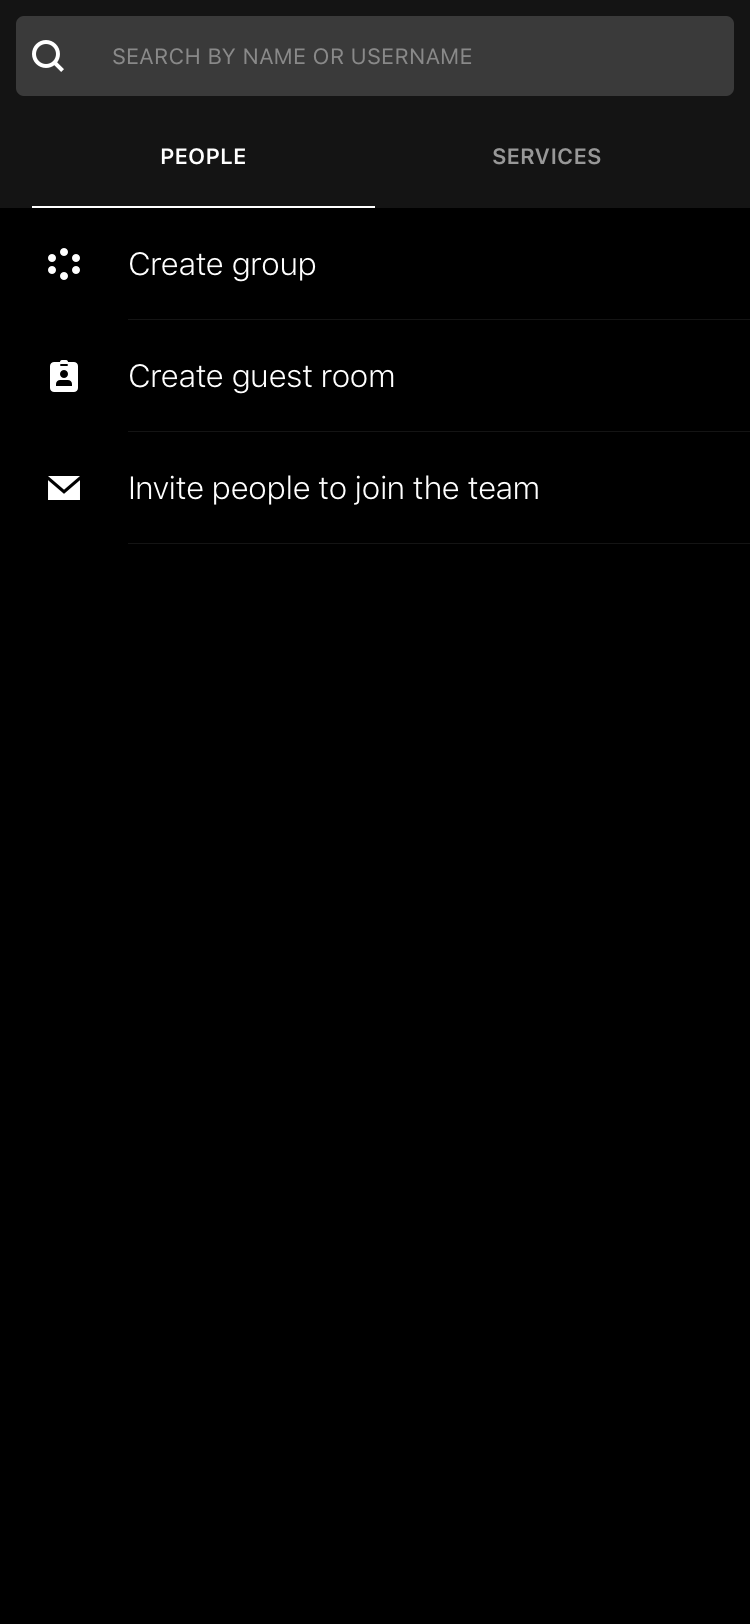 SEARCH BY NAME OR USERNAME
PEOPLE
SERVICES
Create group
Create guest room
Invite people to join the team